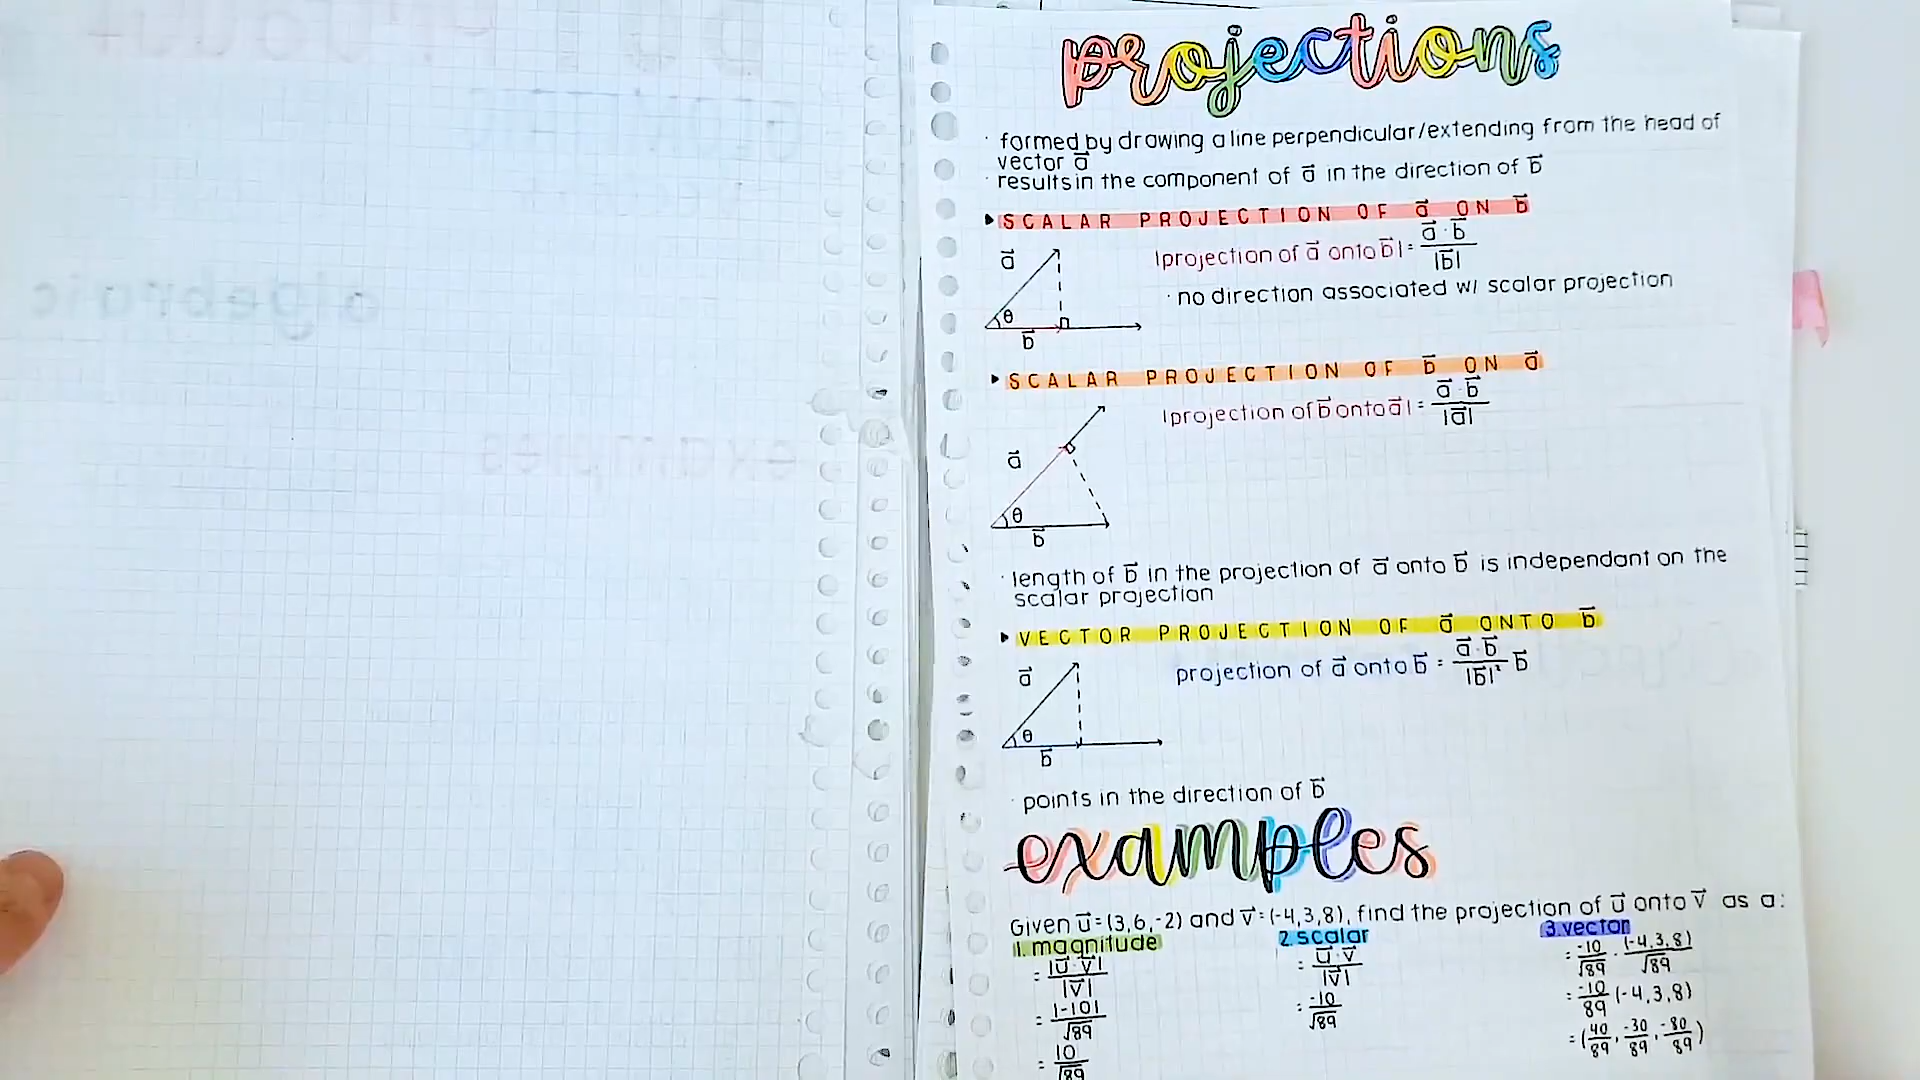 projections
· formed by drawing a line perpendicular/extending from the head of
vector a⃗
· results in the component of a⃗ in the direction of b⃗
▸ SCALAR PROJECTION OF a⃗ ON b⃗
a⃗
θ
b⃗
|projection of a⃗ onto b⃗| = a⃗ · b⃗ / |b⃗|
· no direction associated w/ scalar projection
▸ SCALAR PROJECTION OF b⃗ ON a⃗
|projection of b⃗ onto a⃗| = a⃗ · b⃗ / |a⃗|
a⃗
θ
b⃗
· length of b⃗ in the projection of a⃗ onto b⃗ is independant on the
scalar projection
▸ VECTOR PROJECTION OF a⃗ ONTO b⃗
projection of a⃗ onto b⃗ = a⃗ · b⃗ / |b⃗|² b⃗
a⃗
θ
b⃗
· points in the direction of b⃗
examples
Given u⃗ = (3,6,-2) and v⃗ = (-4,3,8), find the projection of u⃗ onto v⃗ as a:
1. magnitude
= |u⃗ · v⃗| / |v⃗|
= |-10| / √89
= 10 / √89
2. scalar
= u⃗ · v⃗ / |v⃗|
= -10 / √89
3. vector
= -10/√89 · (-4,3,8)/√89
= -10/89 (-4,3,8)
= (40/89, -30/89, -80/89)
algebraic
examples